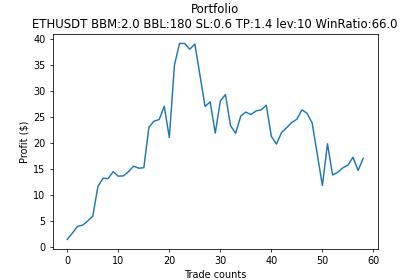 Portfolio
ETHUSDT BBM:2.0 BBL:180 SL:0.6 TP:1.4 lev:10 WinRatio:66.0
40
35
30
25
20
15
10
5
0
Profit ($)
0 10 20 30 40 50 60
Trade counts